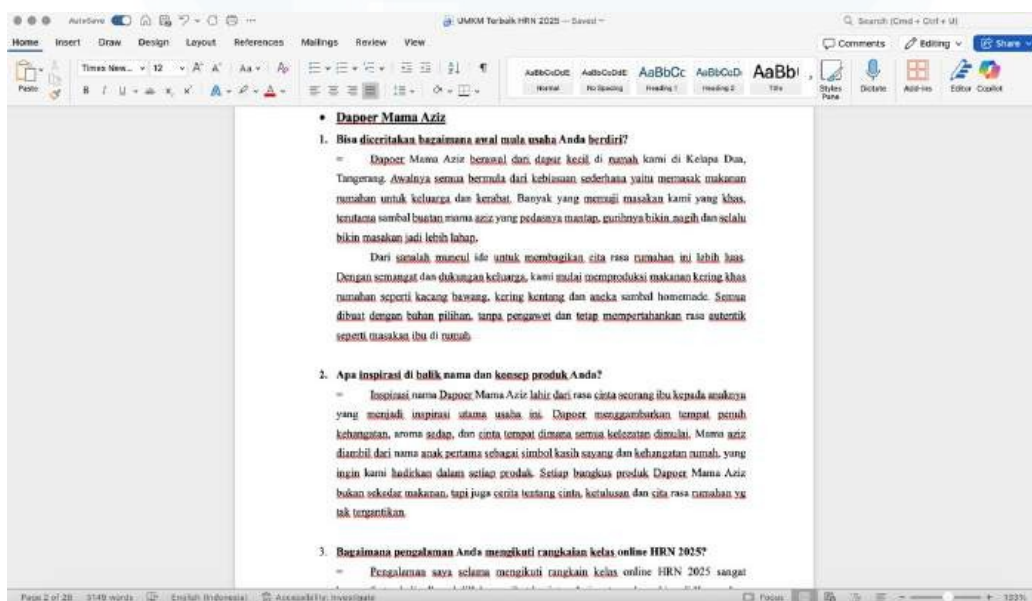 AutoSave
UMKM Terbaik HRN 2025 — Saved
Search (Cmd + Ctrl + U)
Home Insert Draw Design Layout References Mailings Review View
Comments Editing Share
Paste
Times New... 12
AaBbCcDdE AaBbCcDdE AaBbCc AaBbCcD AaBb(
Normal No Spacing Heading 1 Heading 2 Title
Styles Pane Dictate Add-ins Editor Copilot
• Dapoer Mama Aziz
1. Bisa diceritakan bagaimana awal mula usaha Anda berdiri?
= Dapoer Mama Aziz berawal dari dapur kecil di rumah kami di Kelapa Dua,
Tangerang. Awalnya semua bermula dari kebiasaan sederhana yaitu memasak makanan
rumahan untuk keluarga dan kerabat. Banyak yang memuji masakan kami yang khas,
terutama sambal buatan mama aziz yang pedasnya mantap, gurihnya bikin nagih dan selalu
bikin masakan jadi lebih lahap.
Dari sanalah muncul ide untuk membagikan cita rasa rumahan ini lebih luas.
Dengan semangat dan dukungan keluarga, kami mulai memproduksi makanan kering khas
rumahan seperti kacang bawang, kering kentang dan aneka sambal homemade. Semua
dibuat dengan bahan pilihan, tanpa pengawet dan tetap mempertahankan rasa autentik
seperti masakan ibu di rumah.
2. Apa inspirasi di balik nama dan konsep produk Anda?
= Inspirasi nama Dapoer Mama Aziz lahir dari rasa cinta seorang ibu kepada anaknya
yang menjadi inspirasi utama usaha ini. Dapoer menggambarkan tempat penuh
kehangatan, aroma sedap, dan cinta tempat dimana semua kelezatan dimulai. Mama aziz
diambil dari nama anak pertama sebagai simbol kasih sayang dan kehangatan rumah, yang
ingin kami hadirkan dalam setiap produk. Setiap bungkus produk Dapoer Mama Aziz
bukan sekedar makanan, tapi juga cerita tentang cinta, ketulusan dan cita rasa rumahan yg
tak tergantikan.
3. Bagaimana pengalaman Anda mengikuti rangkaian kelas online HRN 2025?
= Pengalaman saya selama mengikuti rangkain kelas online HRN 2025 sangat
Page 2 of 28 3149 words English (Indonesia) Accessibility: Investigate
Focus